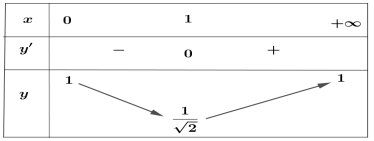 x 0 1 +∞
y′ − 0 +
1 1
y
1/√2